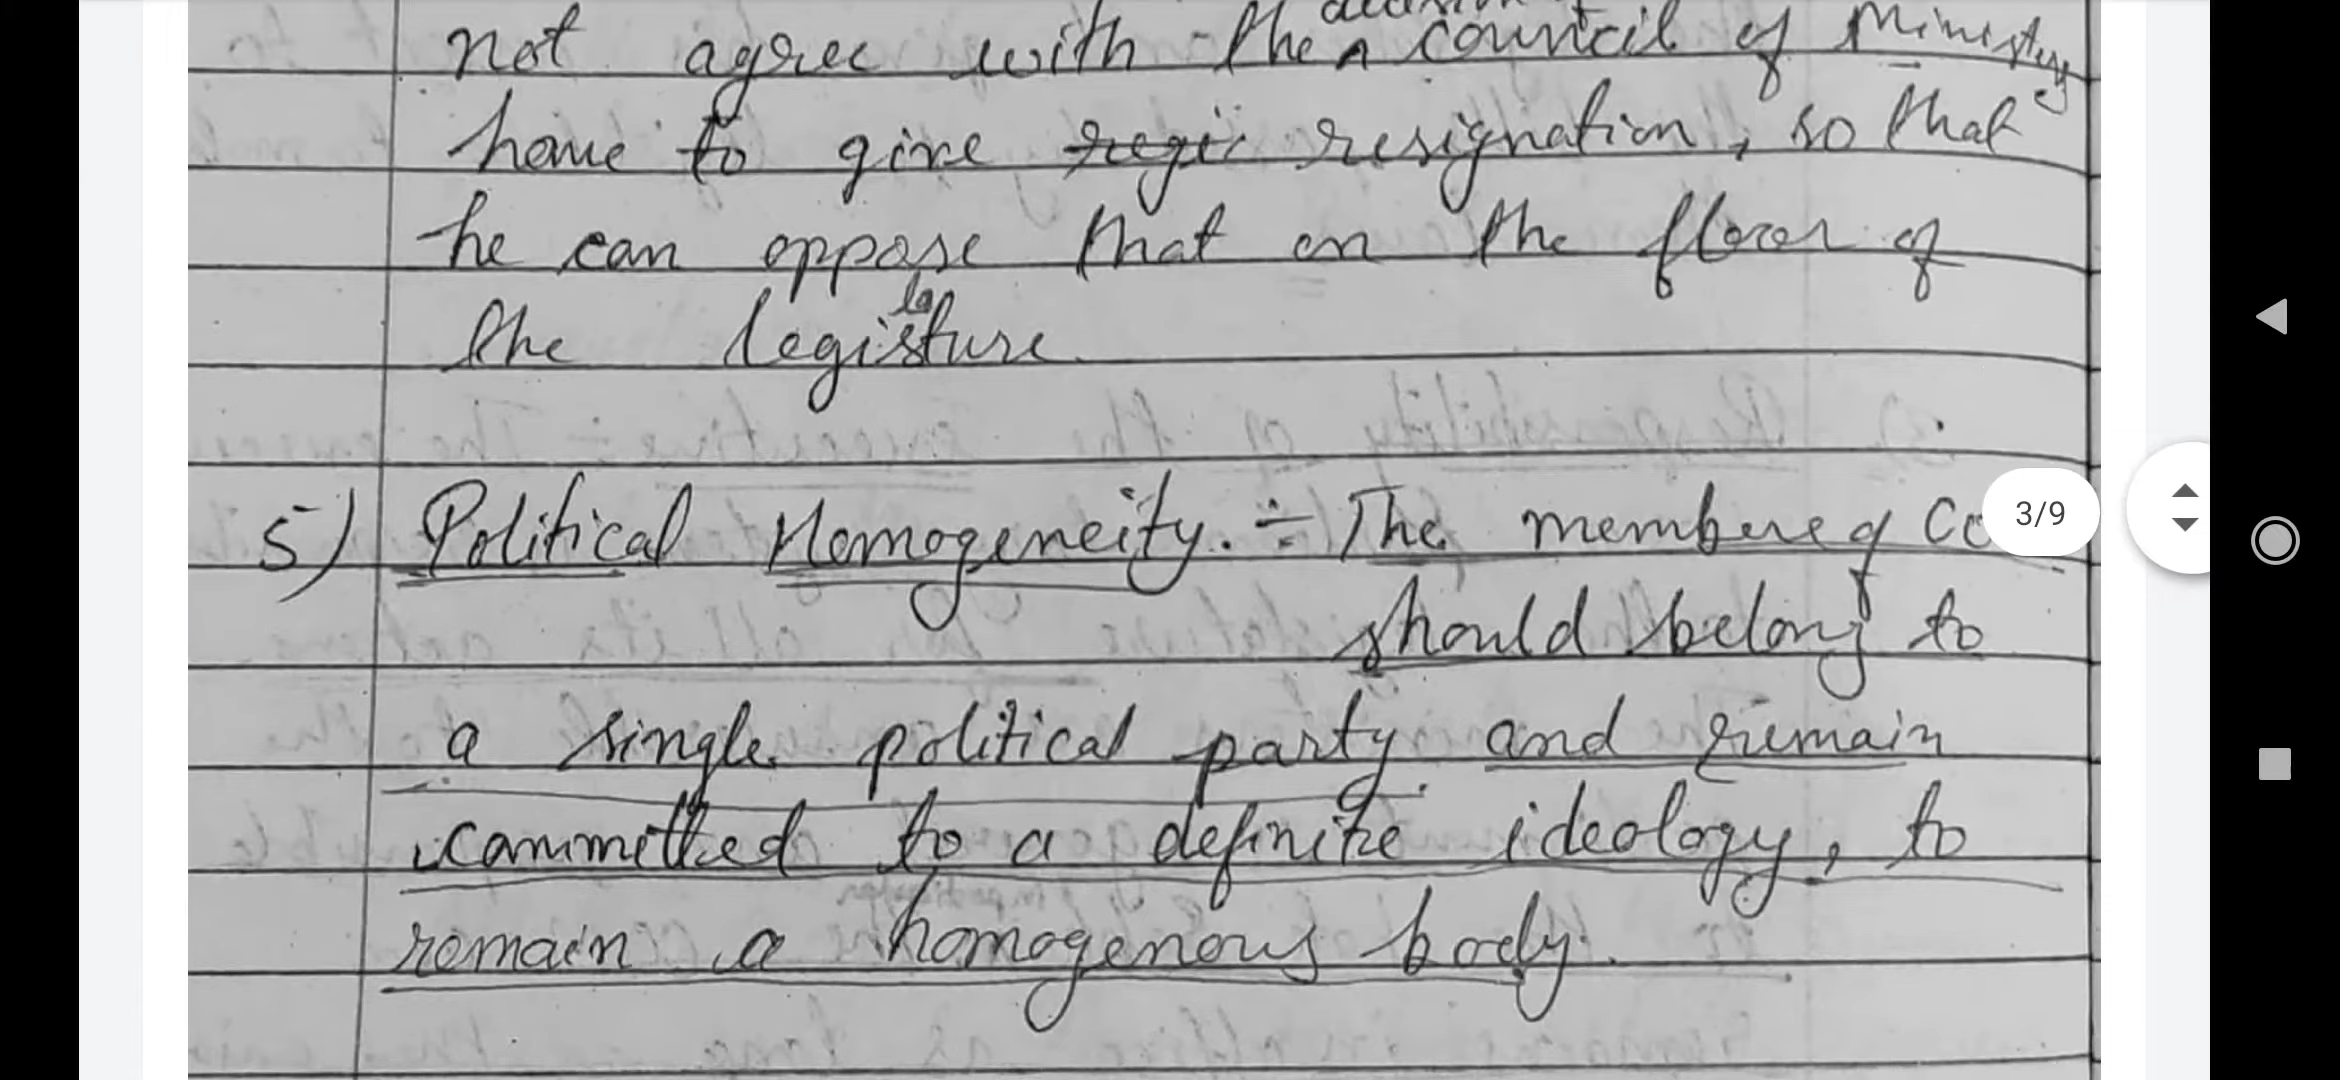 not agree with the ^ council of Ministry
have to give regi resignation, so that
he can oppose that on the floor of
la
the legisture
5) Political Homogeneity. ÷ The members of Co
3/9
should belong to
a single political party and remain
committed to a definite ideology, to
remain a homogenous body.